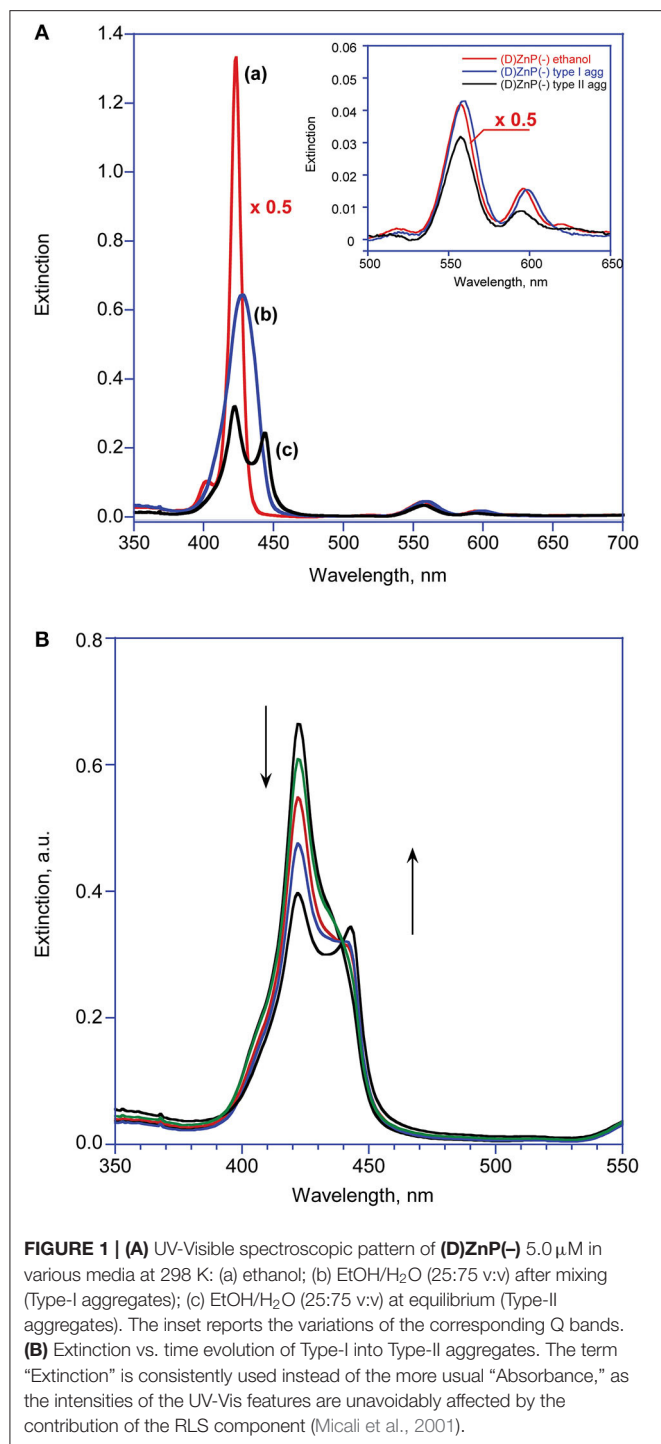 A
1.4
1.2
1.0
0.8
0.6
0.4
0.2
0.0
Extinction
350
400
450
500
550
600
650
700
Wavelength, nm
(a)
x 0.5
(b)
(c)
0.06
0.05
0.04
0.03
0.02
0.01
0
Extinction
500
550
600
650
Wavelength, nm
(D)ZnP(-) ethanol
(D)ZnP(-) type I agg
(D)ZnP(-) type II agg
x 0.5
B
0.8
0.6
0.4
0.2
0.0
Extinction, a.u.
350
400
450
500
550
Wavelength, nm
FIGURE 1 | (A) UV-Visible spectroscopic pattern of (D)ZnP(–) 5.0 μM in
various media at 298 K: (a) ethanol; (b) EtOH/H₂O (25:75 v:v) after mixing
(Type-I aggregates); (c) EtOH/H₂O (25:75 v:v) at equilibrium (Type-II
aggregates). The inset reports the variations of the corresponding Q bands.
(B) Extinction vs. time evolution of Type-I into Type-II aggregates. The term
“Extinction” is consistently used instead of the more usual “Absorbance,” as
the intensities of the UV-Vis features are unavoidably affected by the
contribution of the RLS component (Micali et al., 2001).